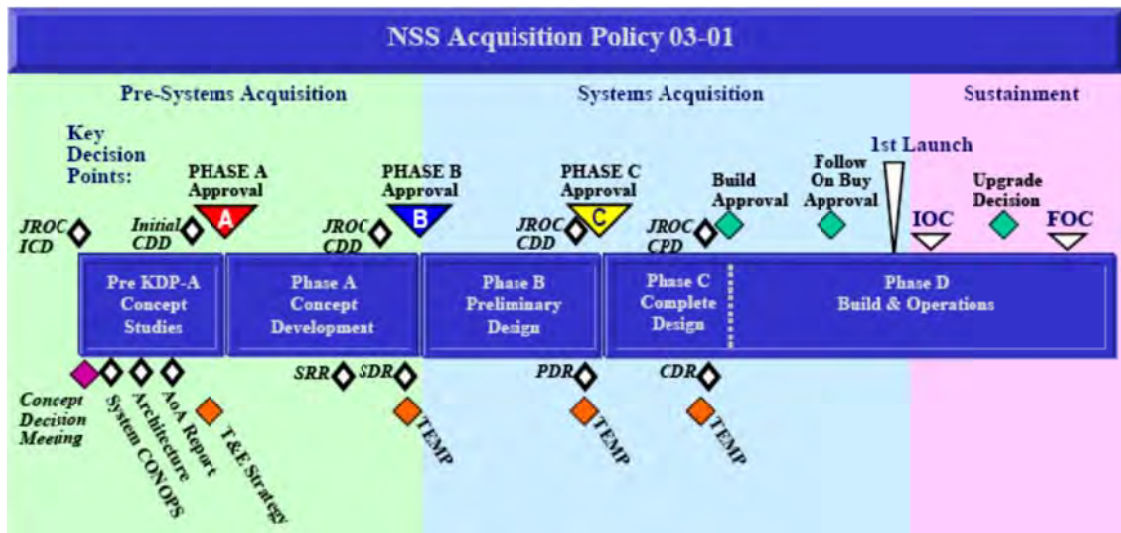 NSS Acquisition Policy 03-01
Pre-Systems Acquisition
Systems Acquisition
Sustainment
Key
Decision
Points:
PHASE A
Approval
PHASE B
Approval
PHASE C
Approval
Build
Approval
Follow
On Buy
Approval
1st Launch
Upgrade
Decision
JROC
ICD
Initial
CDD
A
JROC
CDD
B
JROC
CDD
C
JROC
CPD
IOC
FOC
Pre KDP-A
Concept
Studies
Phase A
Concept
Development
Phase B
Preliminary
Design
Phase C
Complete
Design
Phase D
Build & Operations
Concept
Decision
Meeting
System CONOPS
Architecture
AoA Report
T&E Strategy
SRR
SDR
TEMP
PDR
TEMP
CDR
TEMP